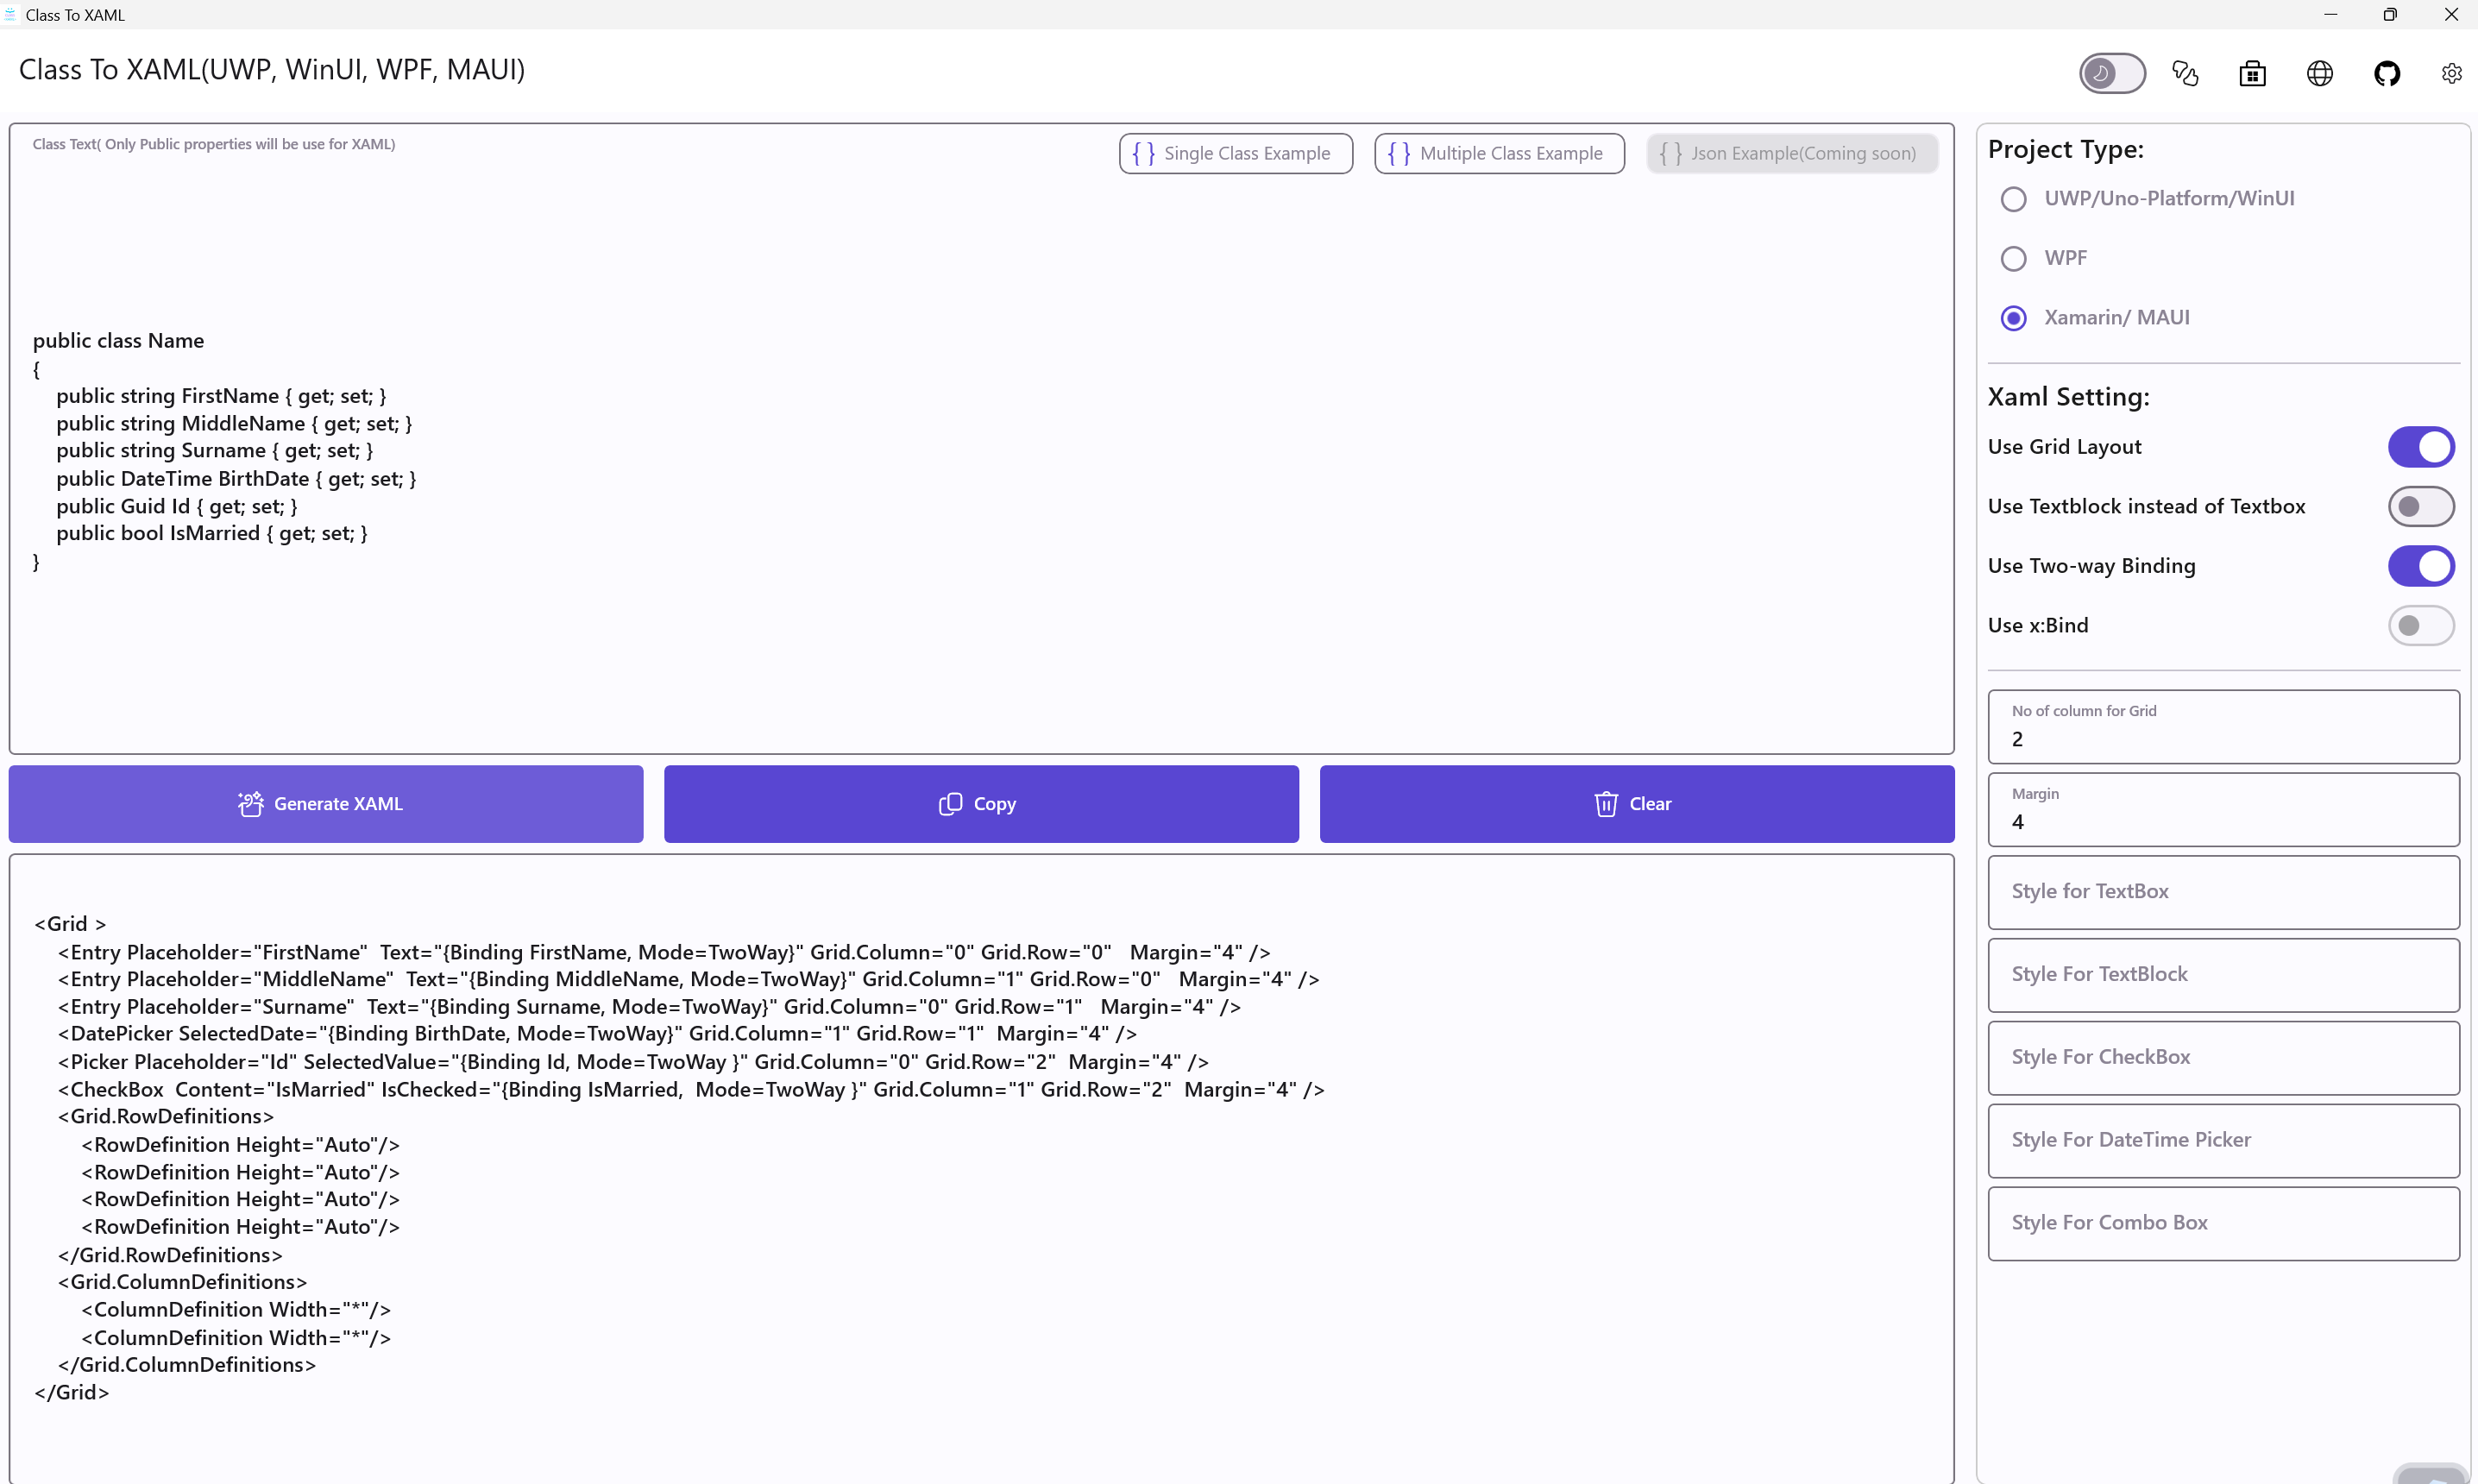 Class To XAML
Class To XAML(UWP, WinUI, WPF, MAUI)
Class Text( Only Public properties will be use for XAML)
{ } Single Class Example
{ } Multiple Class Example
{ } Json Example(Coming soon)
public class Name
{
    public string FirstName { get; set; }
    public string MiddleName { get; set; }
    public string Surname { get; set; }
    public DateTime BirthDate { get; set; }
    public Guid Id { get; set; }
    public bool IsMarried { get; set; }
}
Generate XAML
Copy
Clear
<Grid >
    <Entry Placeholder="FirstName"  Text="{Binding FirstName, Mode=TwoWay}" Grid.Column="0" Grid.Row="0"   Margin="4" />
    <Entry Placeholder="MiddleName"  Text="{Binding MiddleName, Mode=TwoWay}" Grid.Column="1" Grid.Row="0"   Margin="4" />
    <Entry Placeholder="Surname"  Text="{Binding Surname, Mode=TwoWay}" Grid.Column="0" Grid.Row="1"   Margin="4" />
    <DatePicker SelectedDate="{Binding BirthDate, Mode=TwoWay}" Grid.Column="1" Grid.Row="1"  Margin="4" />
    <Picker Placeholder="Id" SelectedValue="{Binding Id, Mode=TwoWay }" Grid.Column="0" Grid.Row="2"  Margin="4" />
    <CheckBox  Content="IsMarried" IsChecked="{Binding IsMarried,  Mode=TwoWay }" Grid.Column="1" Grid.Row="2"  Margin="4" />
    <Grid.RowDefinitions>
        <RowDefinition Height="Auto"/>
        <RowDefinition Height="Auto"/>
        <RowDefinition Height="Auto"/>
        <RowDefinition Height="Auto"/>
    </Grid.RowDefinitions>
    <Grid.ColumnDefinitions>
        <ColumnDefinition Width="*"/>
        <ColumnDefinition Width="*"/>
    </Grid.ColumnDefinitions>
</Grid>
Project Type:
UWP/Uno-Platform/WinUI
WPF
Xamarin/ MAUI
Xaml Setting:
Use Grid Layout
Use Textblock instead of Textbox
Use Two-way Binding
Use x:Bind
No of column for Grid
2
Margin
4
Style for TextBox
Style For TextBlock
Style For CheckBox
Style For DateTime Picker
Style For Combo Box